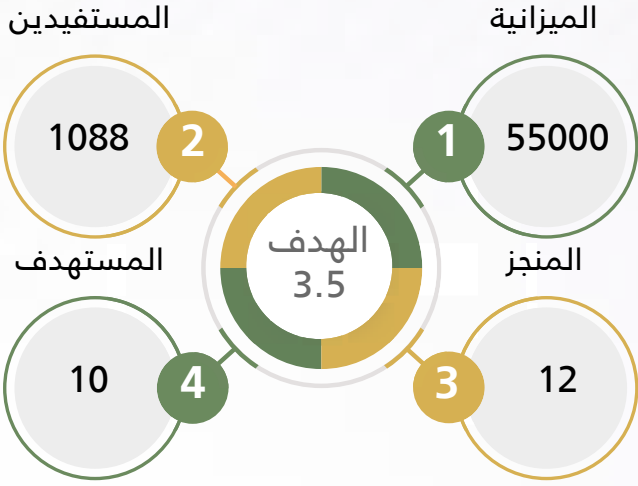 الميزانية
1
55000
المستفيدين
2
1088
الهدف
3.5
المنجز
3
12
المستهدف
4
10